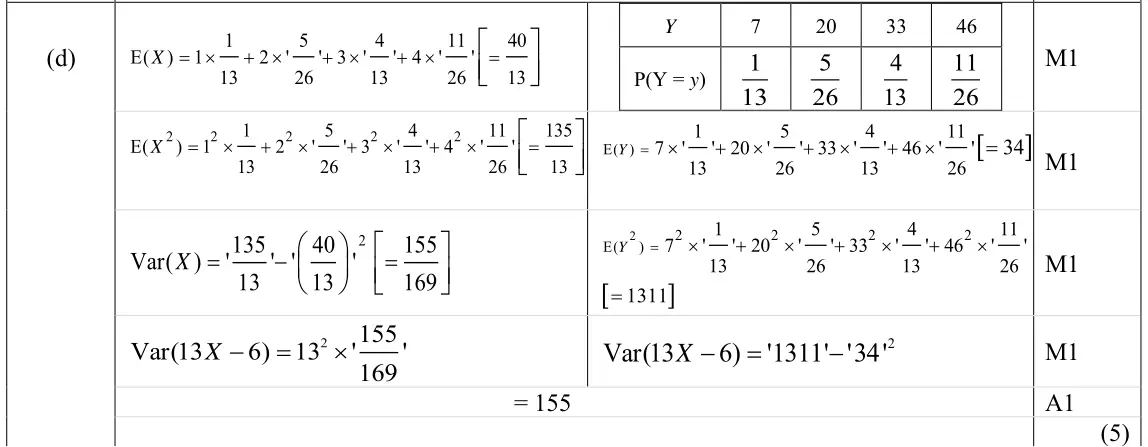 (d)
E(X) = 1 × 1/13 + 2 × '5/26' + 3 × '4/13' + 4 × '11/26' [= 40/13]
Y 7 20 33 46
P(Y = y) 1/13 5/26 4/13 11/26
M1
E(X²) = 1² × 1/13 + 2² × '5/26' + 3² × '4/13' + 4² × '11/26' [= 135/13]
E(Y) = 7 × '1/13' + 20 × '5/26' + 33 × '4/13' + 46 × '11/26' [= 34]
M1
Var(X) = '135/13' − '(40/13)'² [= 155/169]
E(Y²) = 7² × '1/13' + 20² × '5/26' + 33² × '4/13' + 46² × '11/26'
[= 1311]
M1
Var(13X − 6) = 13² × '155/169'
Var(13X − 6) = '1311' − '34'²
M1
= 155
A1
(5)